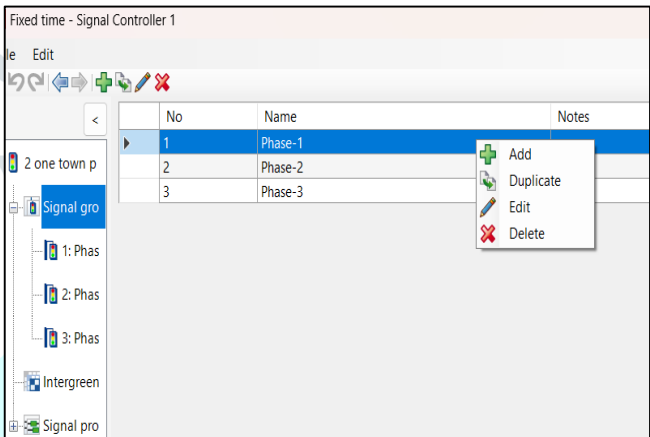 Fixed time - Signal Controller 1
le Edit
<
No Name Notes
1 Phase-1
2 Phase-2
3 Phase-3
Add
Duplicate
Edit
Delete
2 one town p
Signal gro
1: Phas
2: Phas
3: Phas
Intergreen
Signal pro